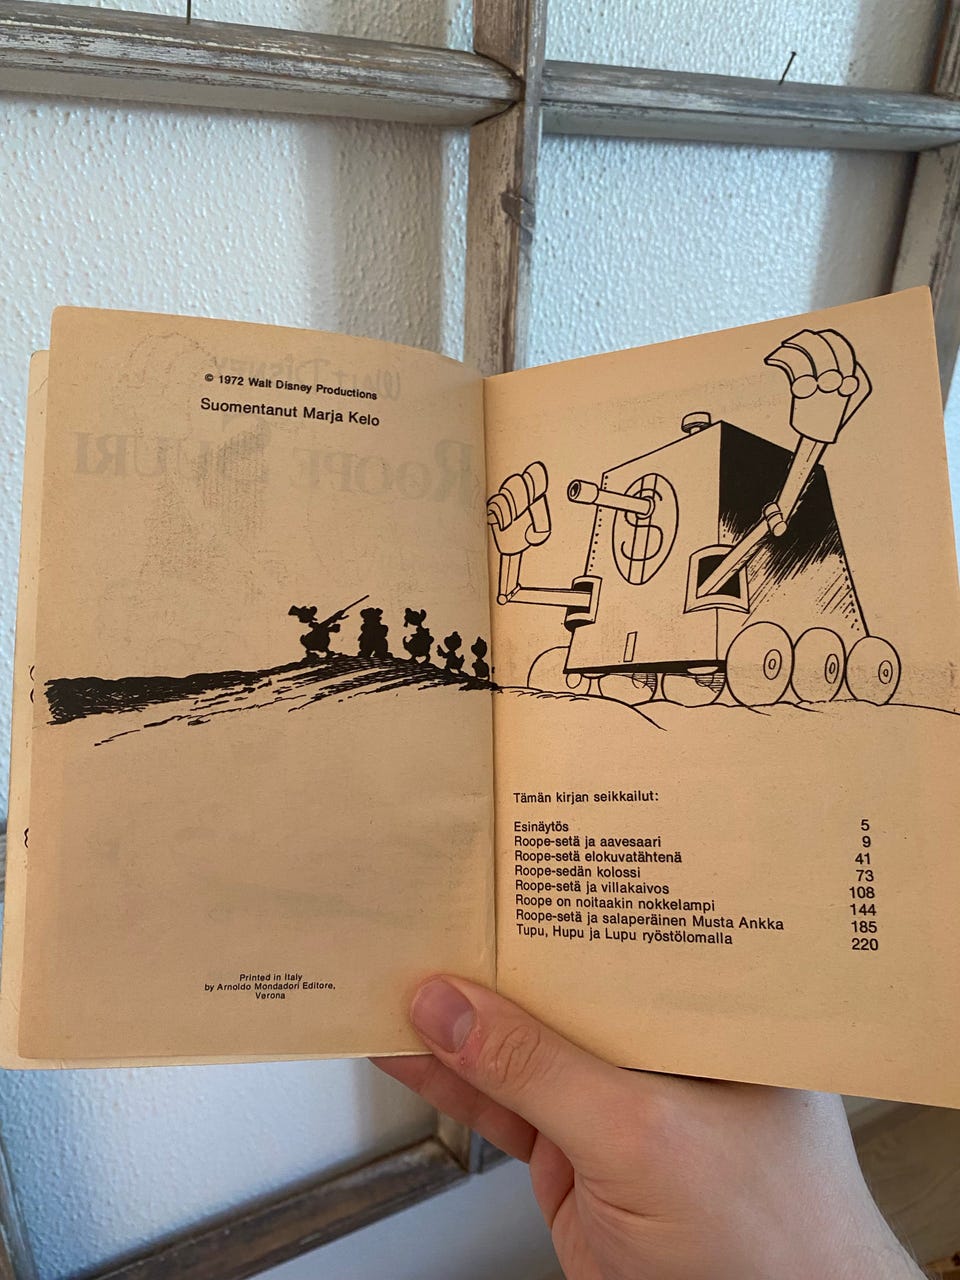 © 1972 Walt Disney Productions
Suomentanut Marja Kelo
Printed in Italy
by Arnoldo Mondadori Editore,
Verona
$
Tämän kirjan seikkailut:
Esinäytös 5
Roope-setä ja aavesaari 9
Roope-setä elokuvatähtenä 41
Roope-sedän kolossi 73
Roope-setä ja villakaivos 108
Roope on noitaakin nokkelampi 144
Roope-setä ja salaperäinen Musta Ankka 185
Tupu, Hupu ja Lupu ryöstölomalla 220